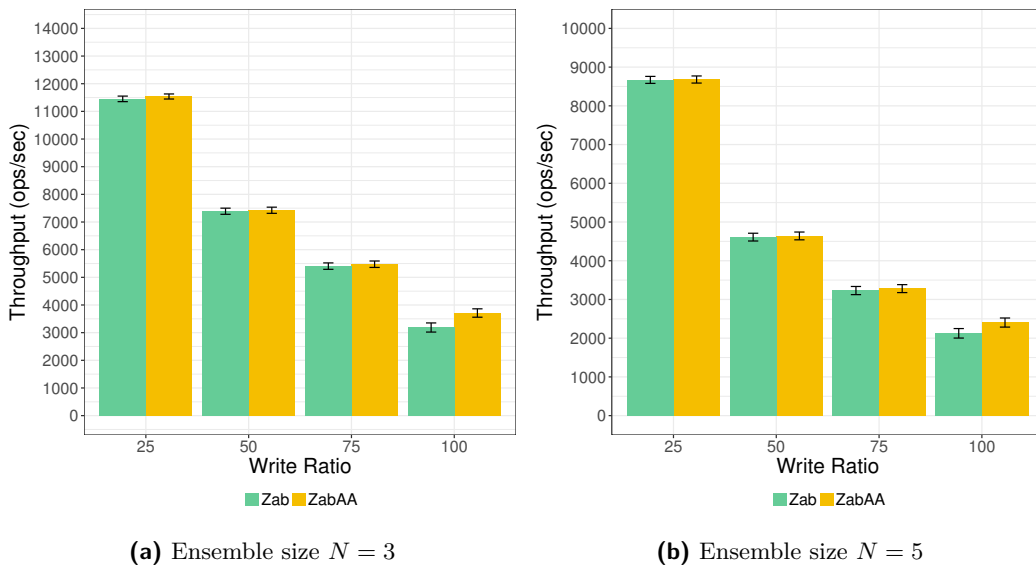 14000
13000
12000
11000
10000
9000
8000
7000
6000
5000
4000
3000
2000
1000
0
Throughput (ops/sec)
25 50 75 100
Write Ratio
Zab ZabAA
(a) Ensemble size N = 3
10000
9000
8000
7000
6000
5000
4000
3000
2000
1000
0
Throughput (ops/sec)
25 50 75 100
Write Ratio
Zab ZabAA
(b) Ensemble size N = 5